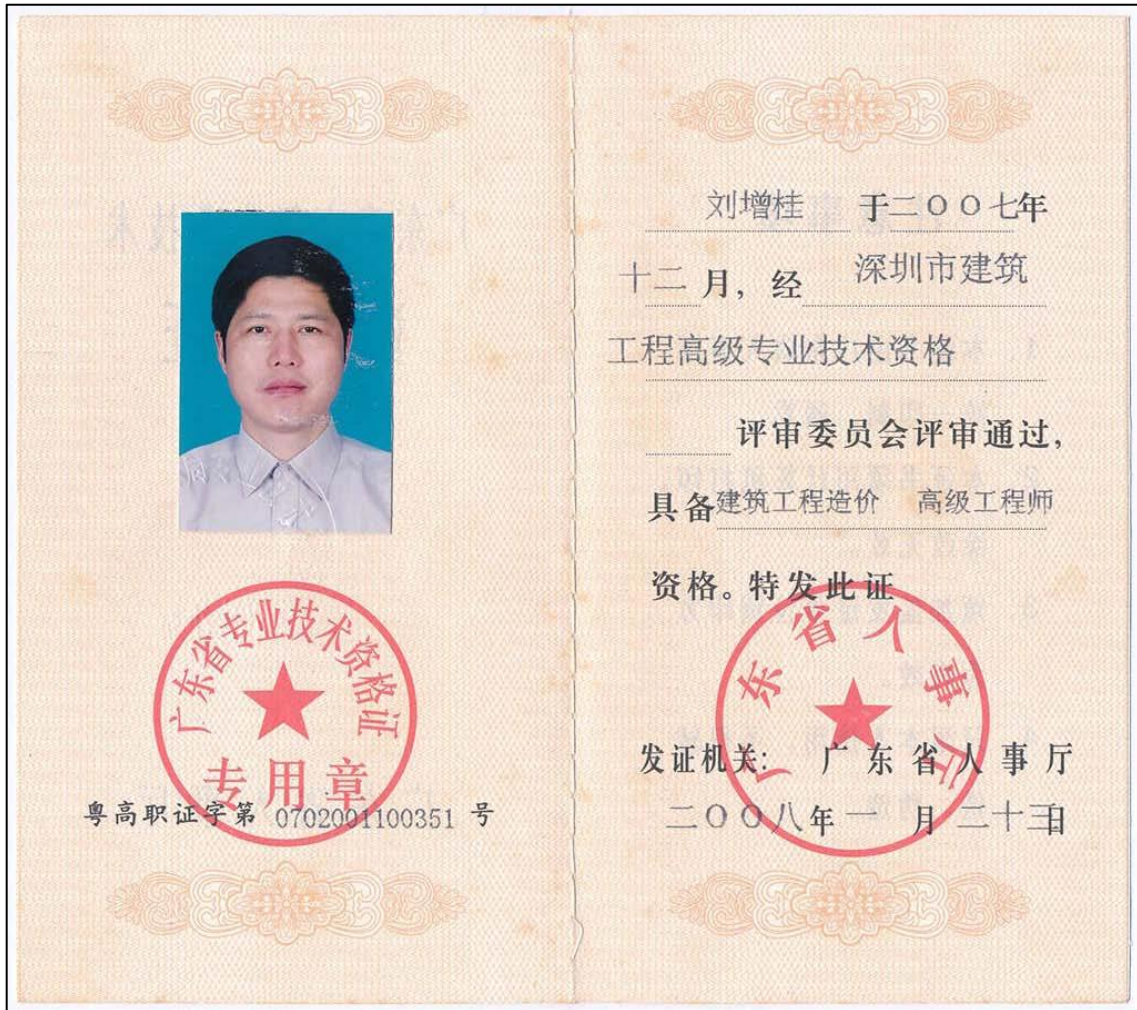 广东省专业技术资格证
专用章
粤高职证字第 0702001100351 号
刘增桂 于二〇〇七年
十二月，经 深圳市建筑
工程高级专业技术资格
评审委员会评审通过，
具备建筑工程造价 高级工程师
资格。特发此证
广东省人事厅
发证机关： 广东省人事厅
二〇〇八年一月二十三日